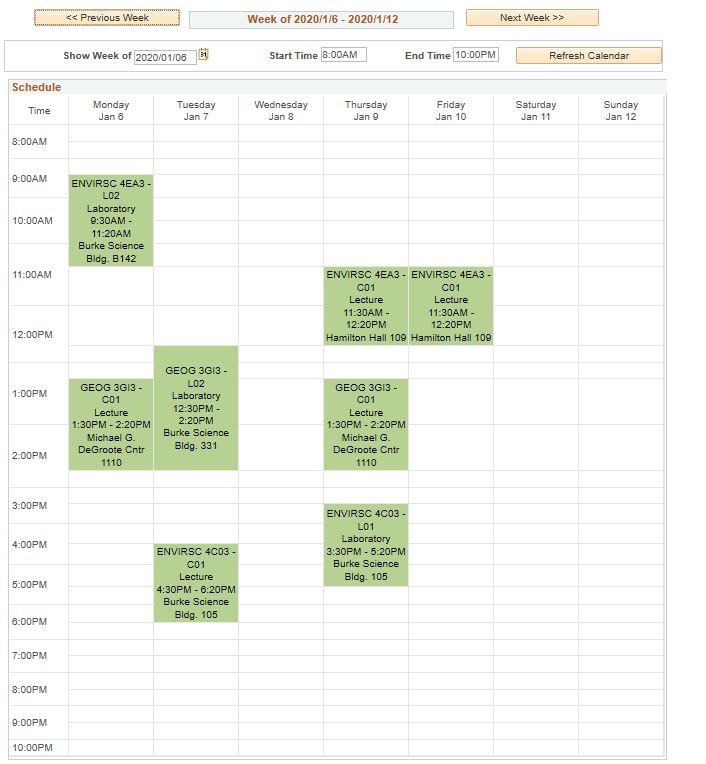 << Previous Week
Week of 2020/1/6 - 2020/1/12
Next Week >>
Show Week of 2020/01/06
31
Start Time 8:00AM
End Time 10:00PM
Refresh Calendar
Schedule
Time
Monday
Jan 6
Tuesday
Jan 7
Wednesday
Jan 8
Thursday
Jan 9
Friday
Jan 10
Saturday
Jan 11
Sunday
Jan 12
8:00AM
9:00AM
ENVIRSC 4EA3 -
L02
Laboratory
9:30AM -
11:20AM
Burke Science
Bldg. B142
10:00AM
11:00AM
ENVIRSC 4EA3 -
C01
Lecture
11:30AM -
12:20PM
Hamilton Hall 109
ENVIRSC 4EA3 -
C01
Lecture
11:30AM -
12:20PM
Hamilton Hall 109
12:00PM
GEOG 3GI3 -
L02
Laboratory
12:30PM -
2:20PM
Burke Science
Bldg. 331
1:00PM
GEOG 3GI3 -
C01
Lecture
1:30PM - 2:20PM
Michael G.
DeGroote Cntr
1110
GEOG 3GI3 -
C01
Lecture
1:30PM - 2:20PM
Michael G.
DeGroote Cntr
1110
2:00PM
3:00PM
ENVIRSC 4C03 -
L01
Laboratory
3:30PM - 5:20PM
Burke Science
Bldg. 105
4:00PM
ENVIRSC 4C03 -
C01
Lecture
4:30PM - 6:20PM
Burke Science
Bldg. 105
5:00PM
6:00PM
7:00PM
8:00PM
9:00PM
10:00PM